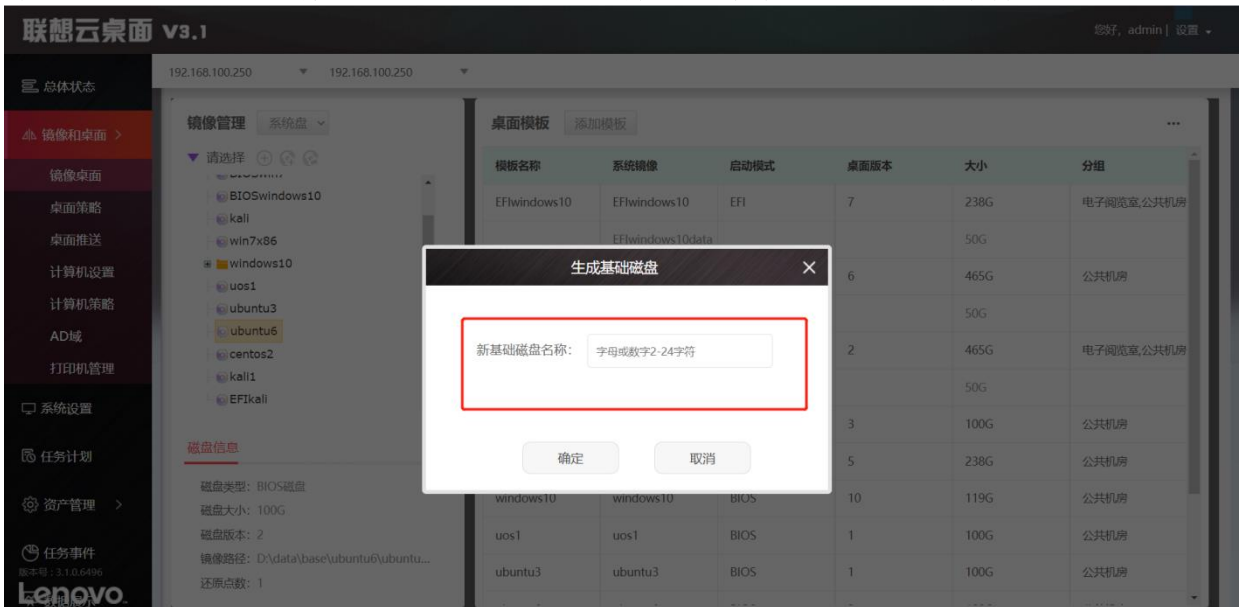 联想云桌面 V3.1
您好，admin | 设置
192.168.100.250 192.168.100.250
总体状态
镜像和桌面 >
镜像桌面
桌面策略
桌面推送
计算机设置
计算机策略
AD域
打印机管理
系统设置
任务计划
资产管理 >
任务事件
版本号：3.1.0.6496
Lenovo
镜像管理 系统盘
请选择
BIOSwindows10
kali
win7x86
windows10
uos1
ubuntu3
ubuntu6
centos2
kali1
EFIkali
磁盘信息
磁盘类型：BIOS磁盘
磁盘大小：100G
磁盘版本：2
镜像路径：D:\data\base\ubuntu6\ubuntu...
还原点数：1
桌面模板 添加模板 ...
模板名称 系统镜像 启动模式 桌面版本 大小 分组
EFIwindows10 EFIwindows10 EFI 7 238G 电子阅览室,公共机房
EFIwindows10data 50G
6 465G 公共机房
50G
2 465G 电子阅览室,公共机房
50G
3 100G 公共机房
5 238G 公共机房
windows10 windows10 BIOS 10 119G 公共机房
uos1 uos1 BIOS 1 100G 公共机房
ubuntu3 ubuntu3 BIOS 1 100G 公共机房
生成基础磁盘
新基础磁盘名称： 字母或数字2-24字符
确定 取消